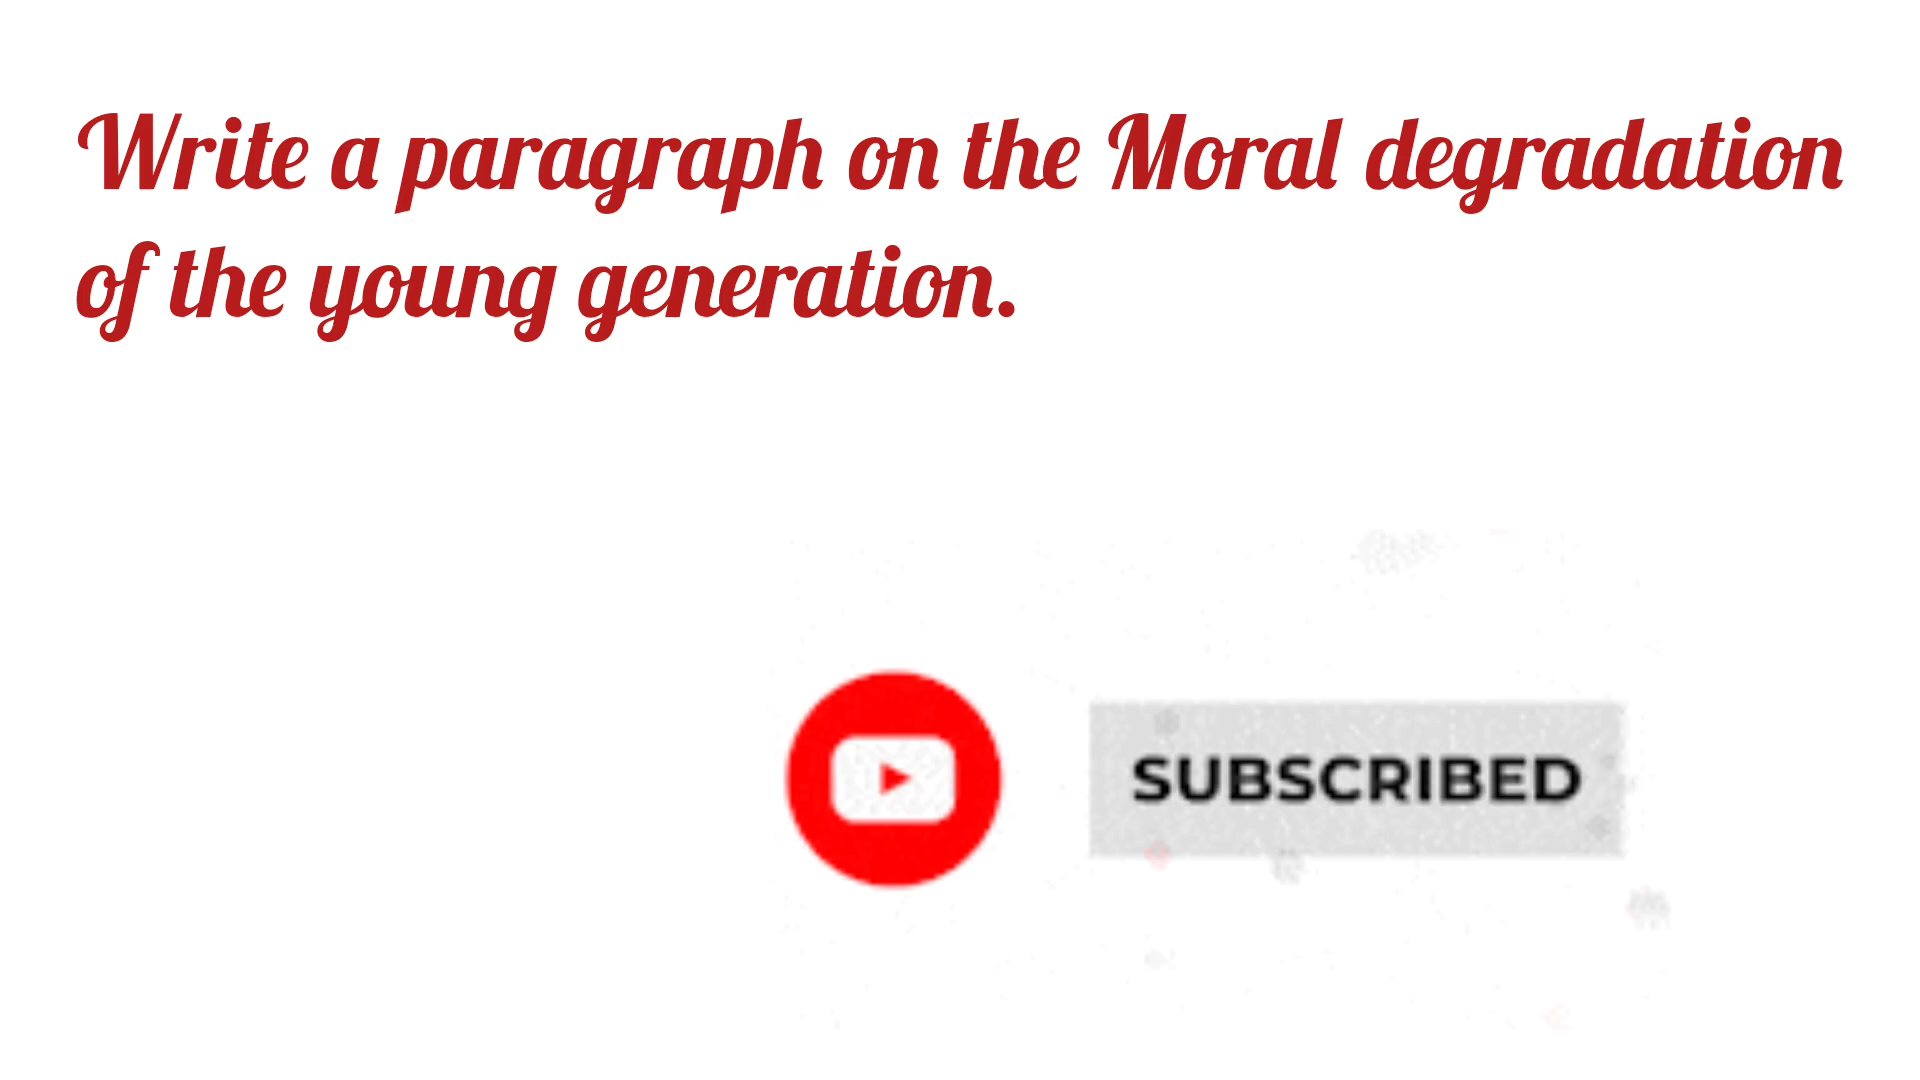 Write a paragraph on the Moral degradation
of the young generation.
SUBSCRIBED